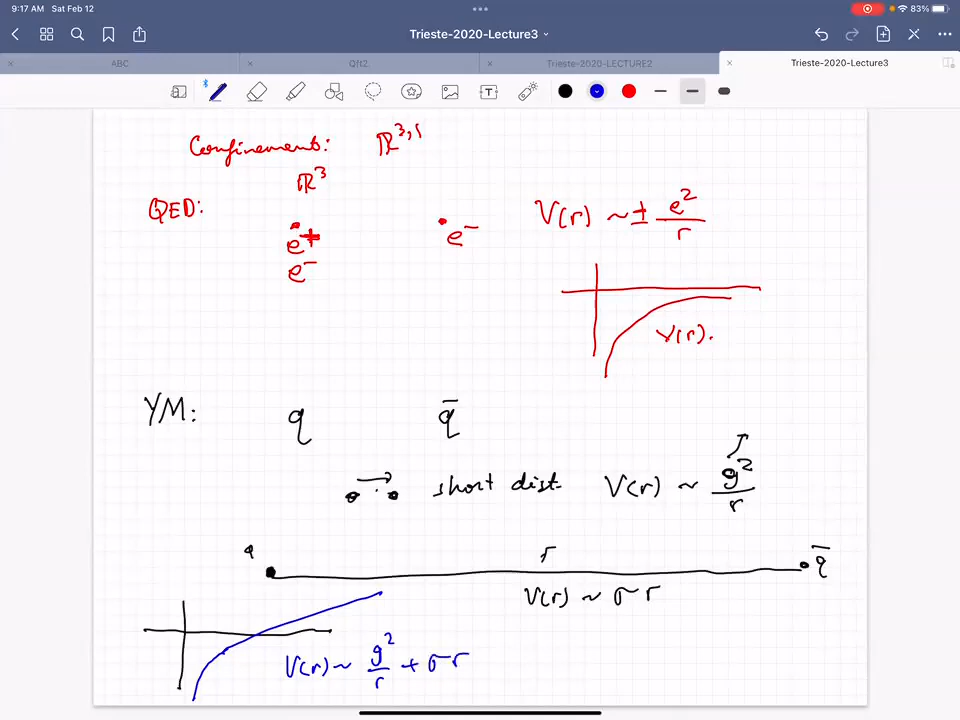 9:17 AM Sat Feb 12
83%
Trieste-2020-Lecture3
ABC
Qft2
Trieste-2020-LECTURE2
Trieste-2020-Lecture3
Confinement: ℝ^{3,1}
ℝ^3
QED:
e^+ e^-
e^-
V(r) ~ ± e^2/r
V(r).
YM: q q̄
short dist. V(r) ~ g^2/r
q r q̄
V(r) ~ σ r
V(r) ~ g^2/r + σ r